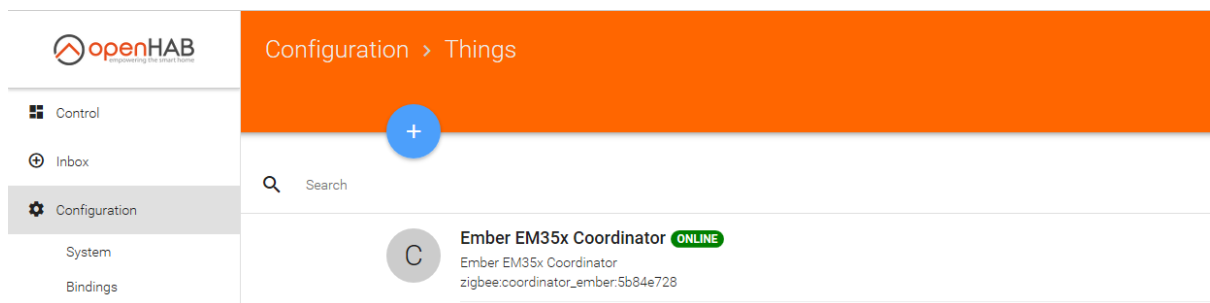 openHAB
empowering the smart home
Configuration > Things
Control
+
Inbox
Search
Configuration
System
Bindings
C
Ember EM35x Coordinator ONLINE
Ember EM35x Coordinator
zigbee:coordinator_ember:5b84e728